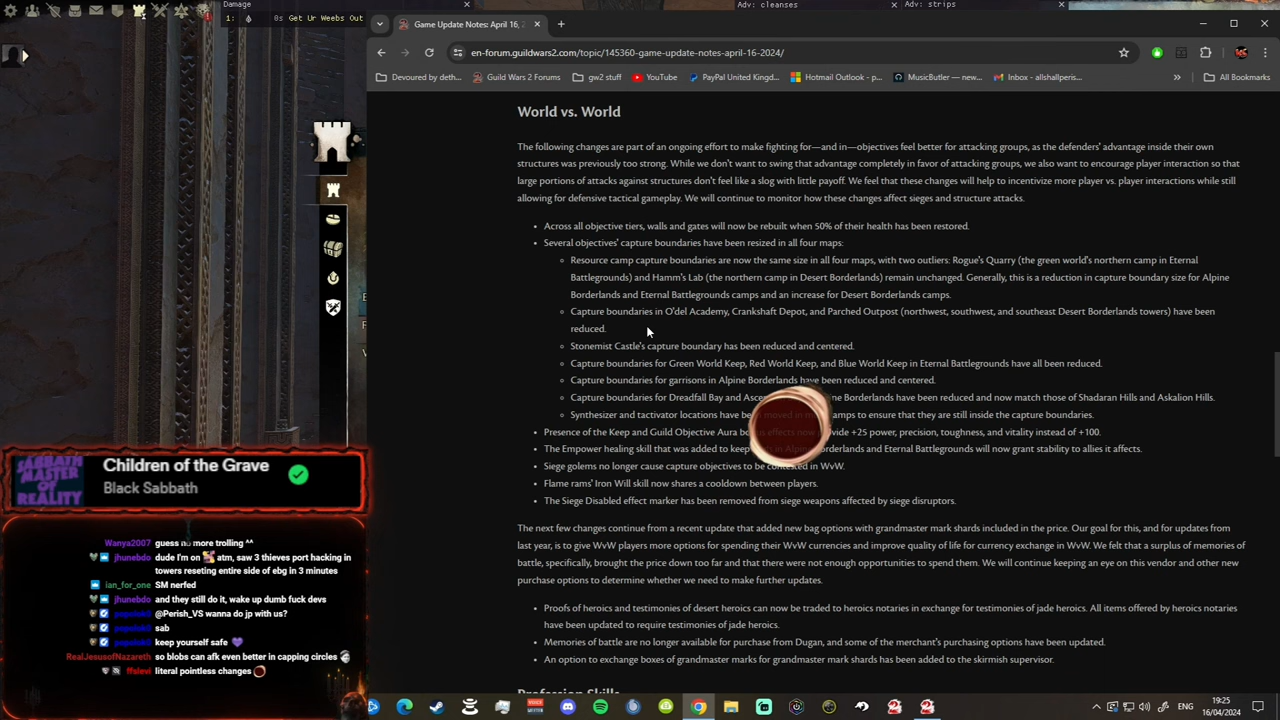 Damage
1: 0s Get Ur Weebs Out
Adv: cleanses
Adv: strips
Game Update Notes: April 16, 2
en-forum.guildwars2.com/topic/145360-game-update-notes-april-16-2024/
Devoured by deth... Guild Wars 2 Forums gw2 stuff YouTube PayPal United Kingd... Hotmail Outlook - p... MusicButler — new... Inbox - allshallperis... » All Bookmarks
World vs. World
The following changes are part of an ongoing effort to make fighting for—and in—objectives feel better for attacking groups, as the defenders' advantage inside their own
structures was previously too strong. While we don't want to swing that advantage completely in favor of attacking groups, we also want to encourage player interaction so that
large portions of attacks against structures don't feel like a slog with little payoff. We feel that these changes will help to incentivize more player vs. player interactions while still
allowing for defensive tactical gameplay. We will continue to monitor how these changes affect sieges and structure attacks.
Across all objective tiers, walls and gates will now be rebuilt when 50% of their health has been restored.
Several objectives' capture boundaries have been resized in all four maps:
Resource camp capture boundaries are now the same size in all four maps, with two outliers: Rogue's Quarry (the green world's northern camp in Eternal
Battlegrounds) and Hamm's Lab (the northern camp in Desert Borderlands) remain unchanged. Generally, this is a reduction in capture boundary size for Alpine
Borderlands and Eternal Battlegrounds camps and an increase for Desert Borderlands camps.
Capture boundaries in O'del Academy, Crankshaft Depot, and Parched Outpost (northwest, southwest, and southeast Desert Borderlands towers) have been
reduced.
Stonemist Castle's capture boundary has been reduced and centered.
Capture boundaries for Green World Keep, Red World Keep, and Blue World Keep in Eternal Battlegrounds have all been reduced.
Capture boundaries for garrisons in Alpine Borderlands have been reduced and centered.
Capture boundaries for Dreadfall Bay and Borderlands have been reduced and now match those of Shadaran Hills and Askalion Hills.
Synthesizer and tactivator locations have been to ensure that they are still inside the capture boundaries.
Presence of the Keep and Guild Objective Aura +25 power, precision, toughness, and vitality instead of +100.
The Empower healing skill that was added to keep Borderlands and Eternal Battlegrounds will now grant stability to allies it affects.
Siege golems no longer cause capture objectives to be contested in WvW.
Flame rams' Iron Will skill now shares a cooldown between players.
The Siege Disabled effect marker has been removed from siege weapons affected by siege disruptors.
The next few changes continue from a recent update that added new bag options with grandmaster mark shards included in the price. Our goal for this, and for updates from
last year, is to give WvW players more options for spending their WvW currencies and improve quality of life for currency exchange in WvW. We felt that a surplus of memories of
battle, specifically, brought the price down too far and that there were not enough opportunities to spend them. We will continue keeping an eye on this vendor and other new
purchase options to determine whether we need to make further updates.
Proofs of heroics and testimonies of desert heroics can now be traded to heroics notaries in exchange for testimonies of jade heroics. All items offered by heroics notaries
have been updated to require testimonies of jade heroics.
Memories of battle are no longer available for purchase from Dugan, and some of the merchant's purchasing options have been updated.
An option to exchange boxes of grandmaster marks for grandmaster mark shards has been added to the skirmish supervisor.
Profession Skills
SABBATH
MASTER
OF
REALITY
Children of the Grave
Black Sabbath
Wanya2007 guess no more trolling ^^
jhunebdo dude I'm on atm, saw 3 thieves port hacking in
towers reseting entire side of ebg in 3 minutes
ian_for_one SM nerfed
jhunebdo and they still do it, wake up dumb fuck devs
@Perish_VS wanna do jp with us?
sab
keep yourself safe
RealJesusofNazareth so blobs can afk even better in capping circles
ffslevi literal pointless changes
ENG
19:25
16/04/2024